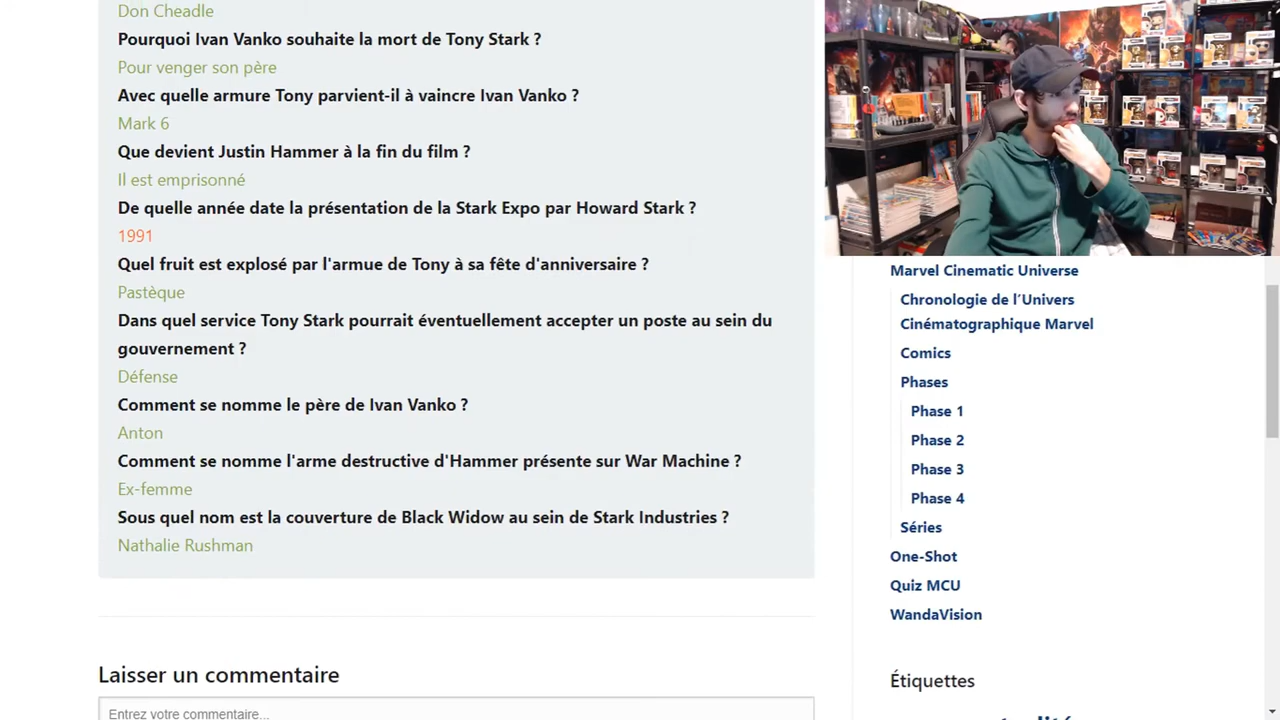 Don Cheadle
Pourquoi Ivan Vanko souhaite la mort de Tony Stark ?
Pour venger son père
Avec quelle armure Tony parvient-il à vaincre Ivan Vanko ?
Mark 6
Que devient Justin Hammer à la fin du film ?
Il est emprisonné
De quelle année date la présentation de la Stark Expo par Howard Stark ?
1991
Quel fruit est explosé par l'armue de Tony à sa fête d'anniversaire ?
Pastèque
Dans quel service Tony Stark pourrait éventuellement accepter un poste au sein du
gouvernement ?
Défense
Comment se nomme le père de Ivan Vanko ?
Anton
Comment se nomme l'arme destructive d'Hammer présente sur War Machine ?
Ex-femme
Sous quel nom est la couverture de Black Widow au sein de Stark Industries ?
Nathalie Rushman
Laisser un commentaire
Entrez votre commentaire...
Marvel Cinematic Universe
Chronologie de l’Univers
Cinématographique Marvel
Comics
Phases
Phase 1
Phase 2
Phase 3
Phase 4
Séries
One-Shot
Quiz MCU
WandaVision
Étiquettes